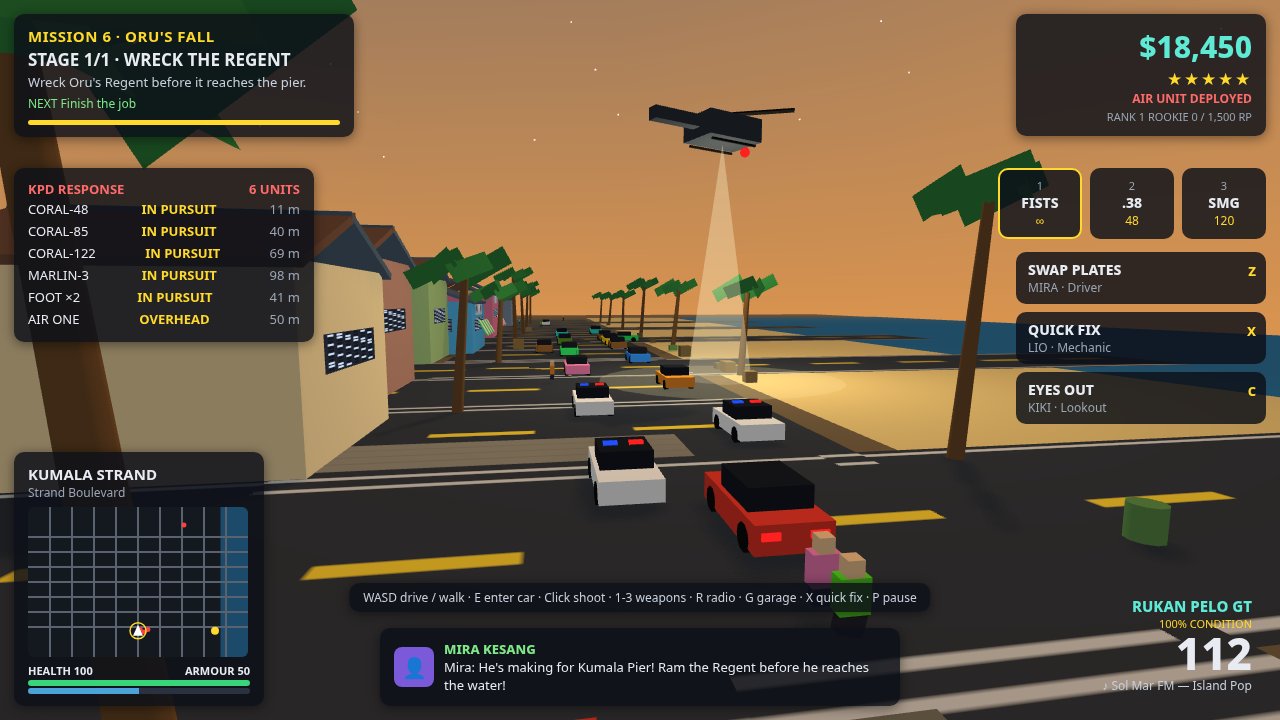 MISSION 6 · ORU'S FALL
STAGE 1/1 · WRECK THE REGENT
Wreck Oru's Regent before it reaches the pier.
NEXT Finish the job
$18,450
★★★★★
AIR UNIT DEPLOYED
RANK 1 ROOKIE 0 / 1,500 RP
KPD RESPONSE 6 UNITS
CORAL-48 IN PURSUIT 11 m
CORAL-85 IN PURSUIT 40 m
CORAL-122 IN PURSUIT 69 m
MARLIN-3 IN PURSUIT 98 m
FOOT ×2 IN PURSUIT 41 m
AIR ONE OVERHEAD 50 m
1 2 3
FISTS .38 SMG
∞ 48 120
SWAP PLATES Z
MIRA · Driver
QUICK FIX X
LIO · Mechanic
EYES OUT C
KIKI · Lookout
KUMALA STRAND
Strand Boulevard
HEALTH 100 ARMOUR 50
WASD drive / walk · E enter car · Click shoot · 1-3 weapons · R radio · G garage · X quick fix · P pause
MIRA KESANG
Mira: He's making for Kumala Pier! Ram the Regent before he reaches
the water!
RUKAN PELO GT
100% CONDITION
112
♪ Sol Mar FM — Island Pop